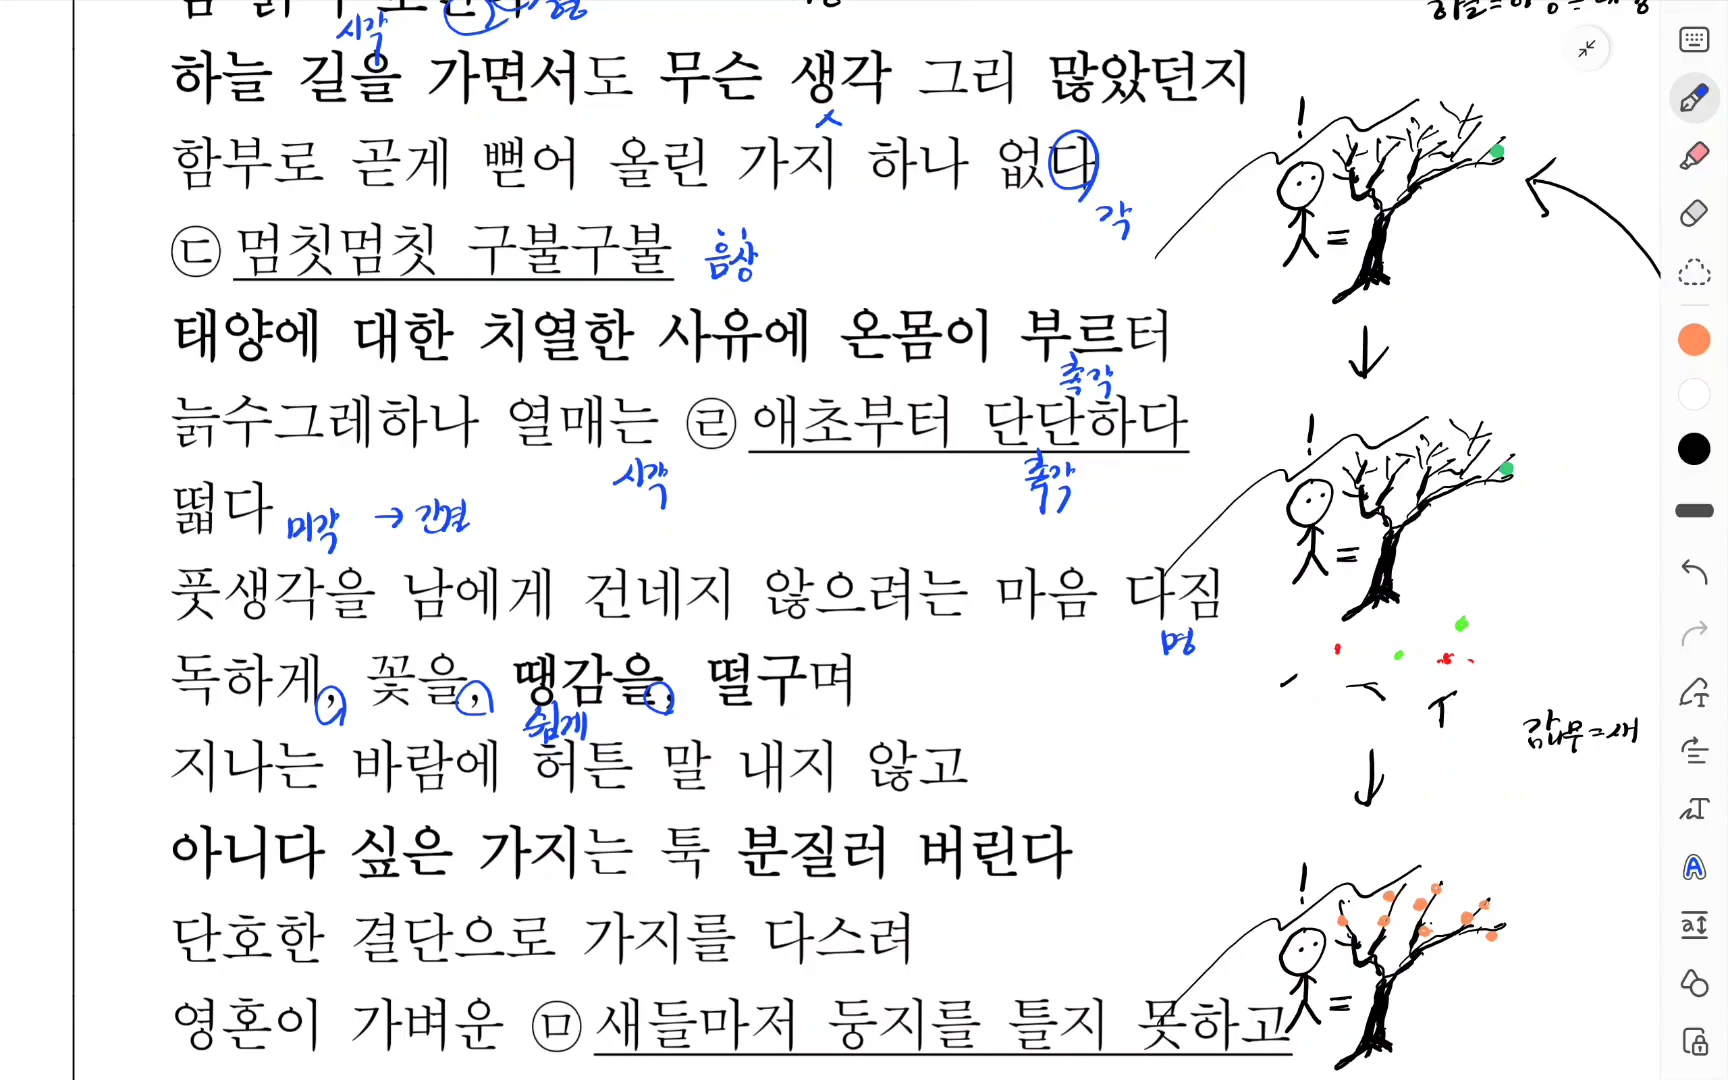 시각
하늘 길을 가면서도 무슨 생각 그리 많았던지
함부로 곧게 뻗어 올린 가지 하나 없다
각
㉢ 멈칫멈칫 구불구불 음상
태양에 대한 치열한 사유에 온몸이 부르터
촉각
늙수그레하나 열매는 ㉣ 애초부터 단단하다
시각 촉각
떫다 미각 → 간결
풋생각을 남에게 건네지 않으려는 마음 다짐
명
독하게, 꽃을, 땡감을, 떨구며
쉽게
지나는 바람에 허튼 말 내지 않고
감나무=새
아니다 싶은 가지는 툭 분질러 버린다
단호한 결단으로 가지를 다스려
영혼이 가벼운 ㉤ 새들마저 둥지를 틀지 못하고